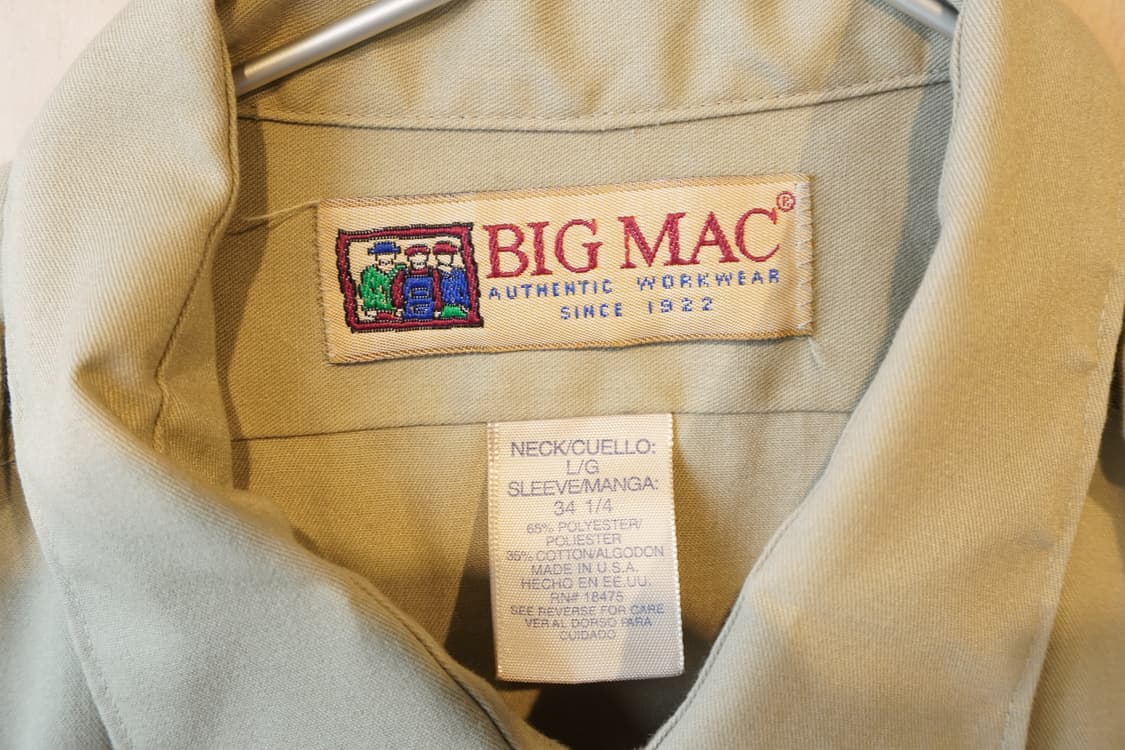 BIG MAC®
AUTHENTIC WORKWEAR
SINCE 1922
NECK/CUELLO:
L/G
SLEEVE/MANGA:
34 1/4
65% POLYESTER/
POLIESTER
35% COTTON/ALGODON
MADE IN U.S.A.
HECHO EN EE.UU.
RN# 18475
SEE REVERSE FOR CARE
VER AL DORSO PARA
CUIDADO